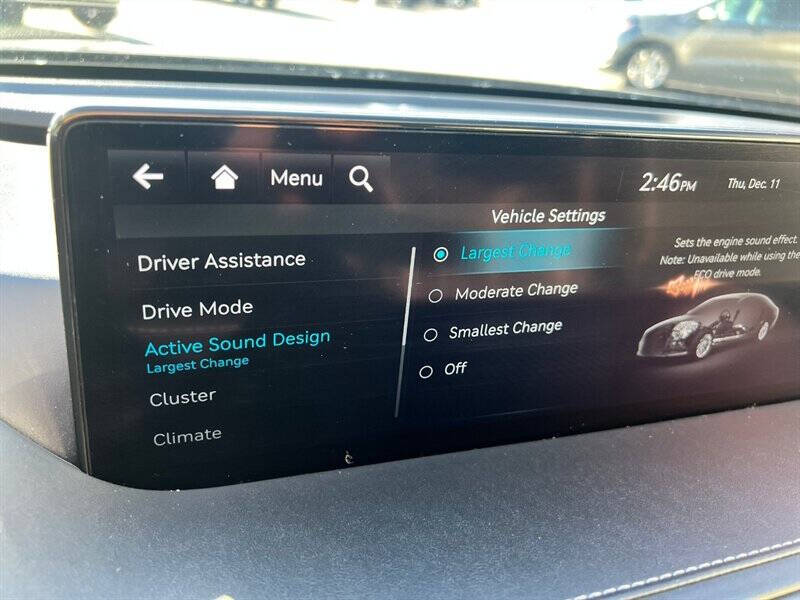 Menu
2:46PM
Thu, Dec. 11
Vehicle Settings
Driver Assistance
Drive Mode
Active Sound Design
Largest Change
Cluster
Climate
Largest Change
Moderate Change
Smallest Change
Off
Sets the engine sound effect.
Note: Unavailable while using the
ECO drive mode.